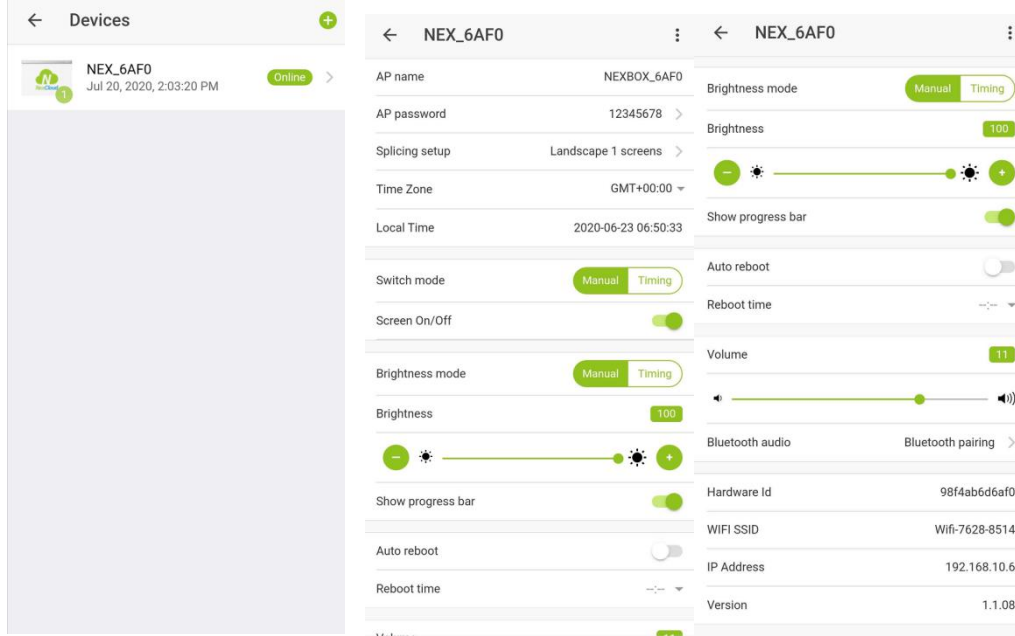 Devices
NEX_6AF0
Jul 20, 2020, 2:03:20 PM
Online
1
NEX_6AF0
AP name NEXBOX_6AF0
AP password 12345678
Splicing setup Landscape 1 screens
Time Zone GMT+00:00
Local Time 2020-06-23 06:50:33
Switch mode Manual Timing
Screen On/Off
Brightness mode Manual Timing
Brightness 100
Show progress bar
Auto reboot
Reboot time --:--
NEX_6AF0
Brightness mode Manual Timing
Brightness 100
Show progress bar
Auto reboot
Reboot time --:--
Volume 11
Bluetooth audio Bluetooth pairing
Hardware Id 98f4ab6d6af0
WIFI SSID Wifi-7628-8514
IP Address 192.168.10.6
Version 1.1.08